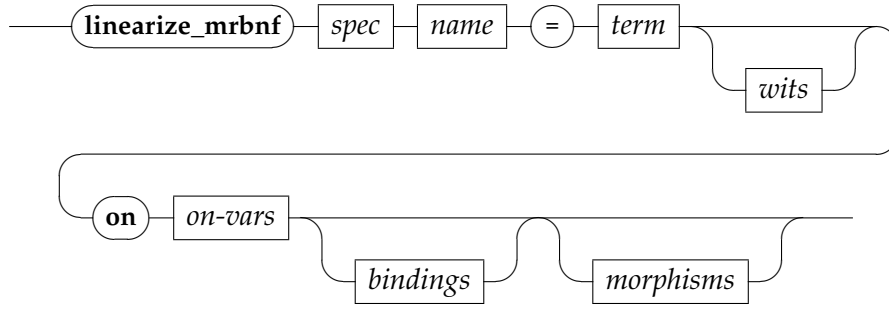 linearize_mrbnf spec name = term
wits
on on-vars
bindings morphisms